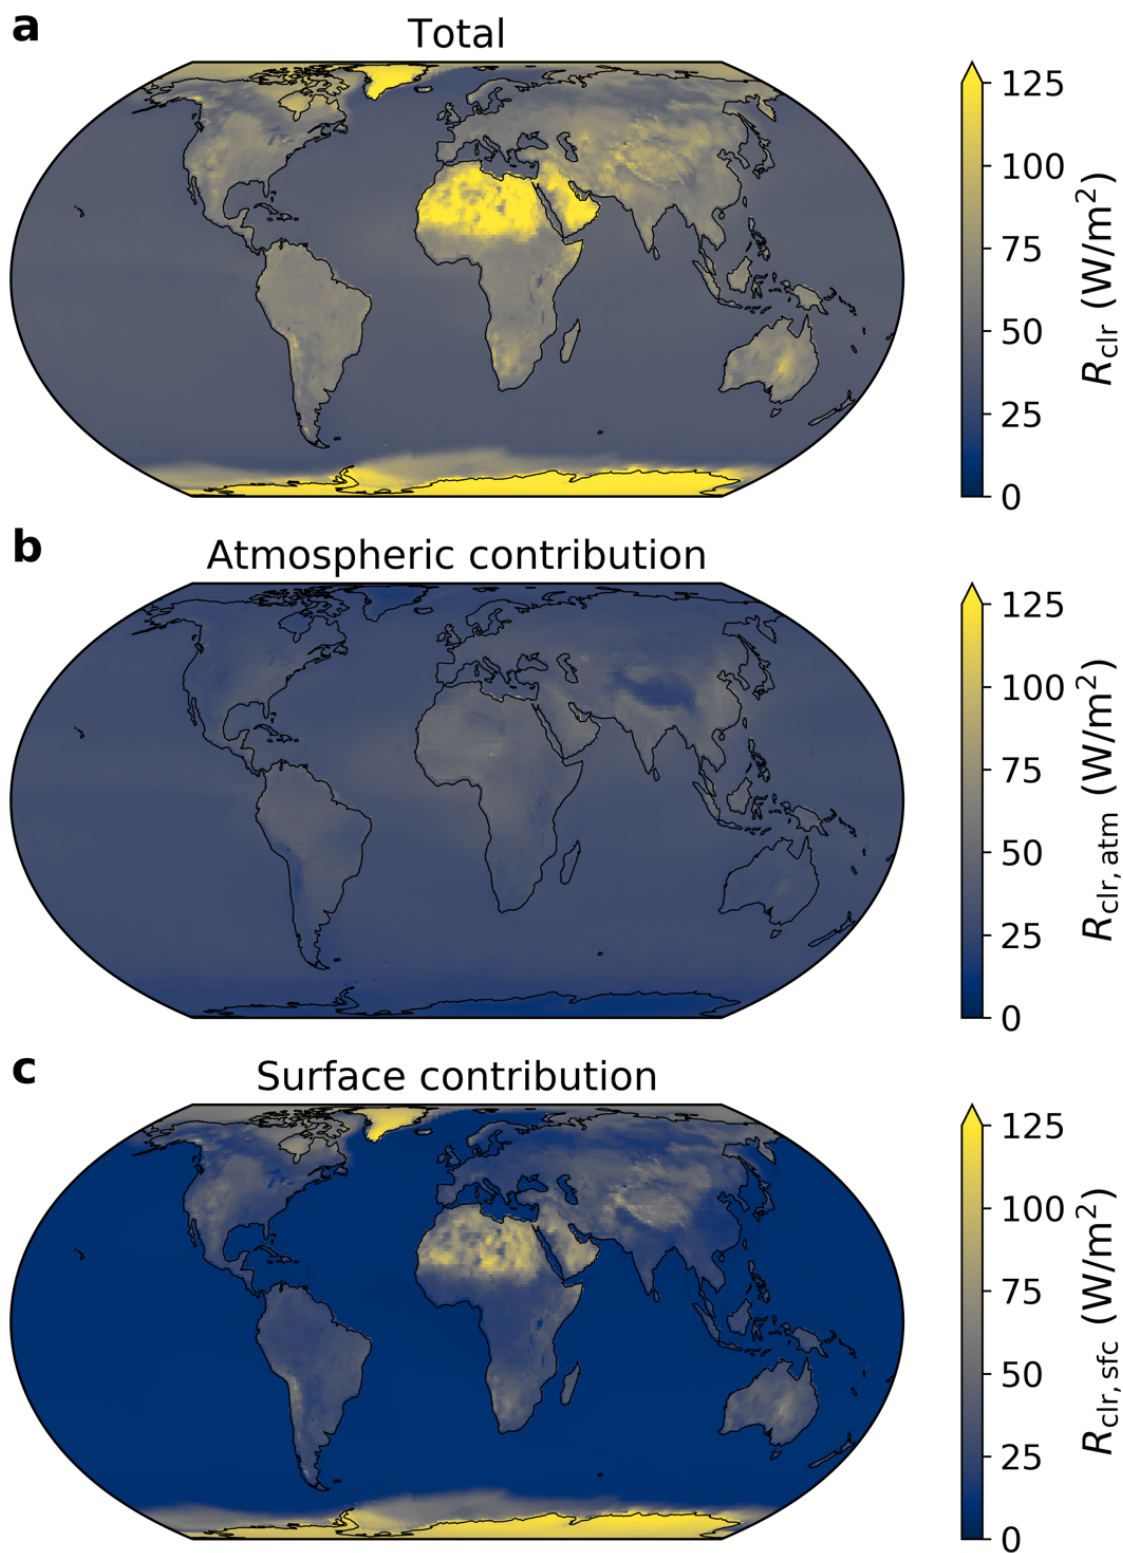 a
Total
125
100
75
50
25
0
R_clr (W/m²)
b
Atmospheric contribution
125
100
75
50
25
0
R_clr, atm (W/m²)
c
Surface contribution
125
100
75
50
25
0
R_clr, sfc (W/m²)